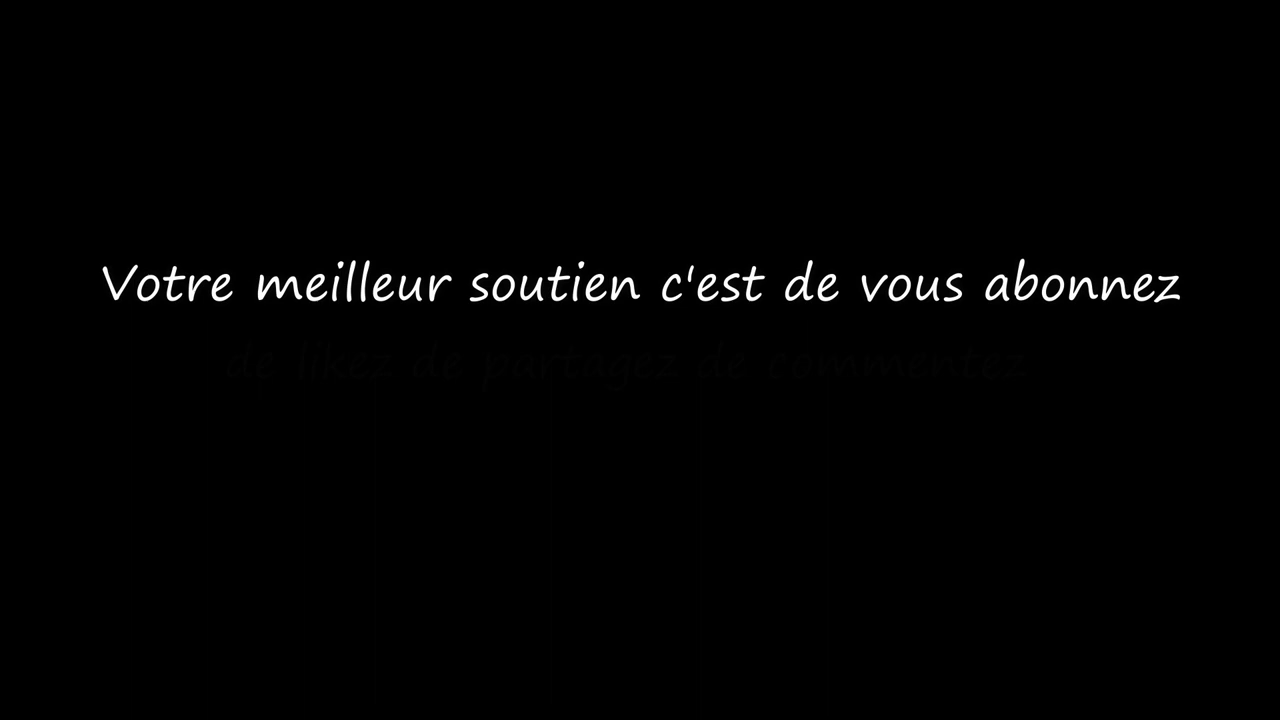 Votre meilleur soutien c'est de vous abonnez
de likez de partagez de commentez